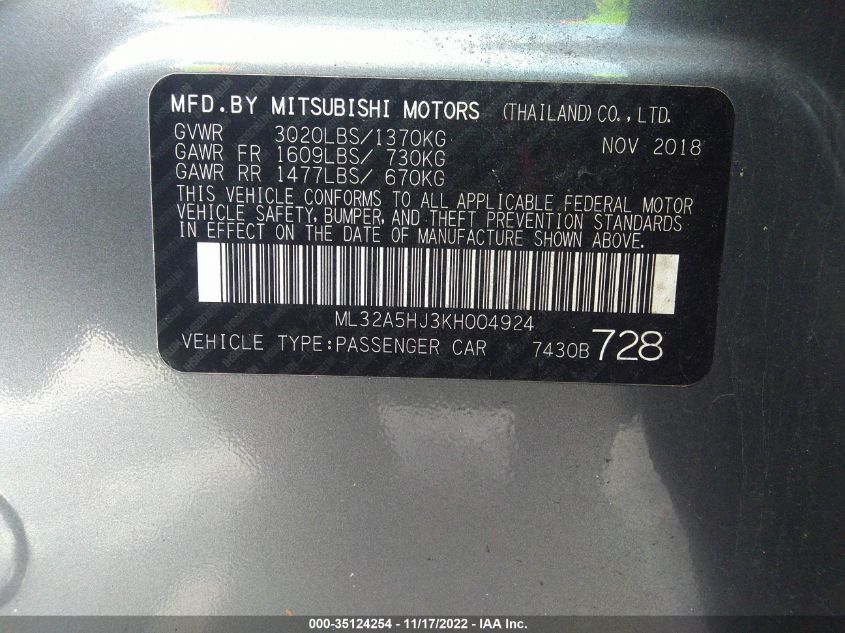 MFD.BY MITSUBISHI MOTORS (THAILAND) CO., LTD.
GVWR 3020LBS/1370KG NOV 2018
GAWR FR 1609LBS/ 730KG
GAWR RR 1477LBS/ 670KG
THIS VEHICLE CONFORMS TO ALL APPLICABLE FEDERAL MOTOR
VEHICLE SAFETY, BUMPER, AND THEFT PREVENTION STANDARDS
IN EFFECT ON THE DATE OF MANUFACTURE SHOWN ABOVE.
ML32A5HJ3KH004924
VEHICLE TYPE:PASSENGER CAR 7430B 728
000-35124254 - 11/17/2022 - IAA Inc.